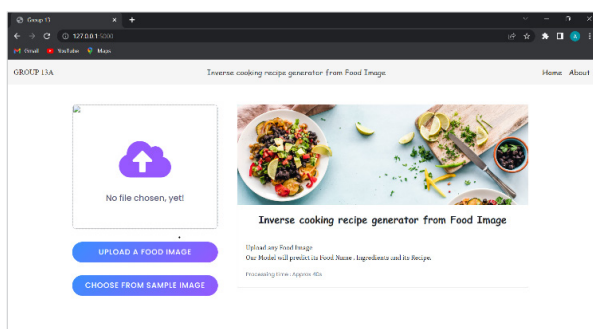 Group 13
127.0.0.1:5000
Gmail YouTube Maps
GROUP 13A Inverse cooking recipe generator from Food Image Home About
No file chosen, yet!
UPLOAD A FOOD IMAGE
CHOOSE FROM SAMPLE IMAGE
Inverse cooking recipe generator from Food Image
Upload any Food Image
Our Model will predict its Food Name , Ingredients and its Recipe.
Processing time : Approx 40s